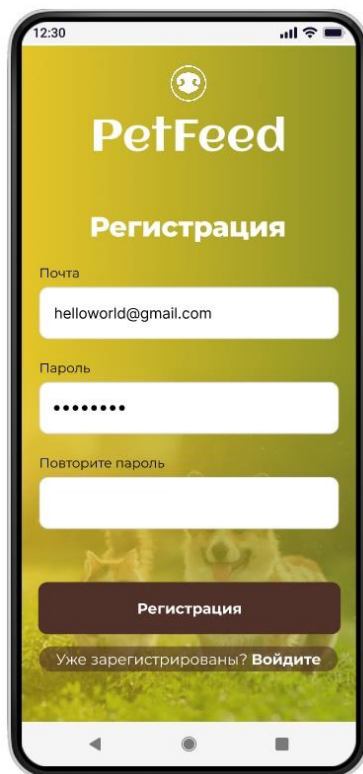 12:30
PetFeed
Регистрация
Почта
helloworld@gmail.com
Пароль
••••••••
Повторите пароль
Регистрация
Уже зарегистрированы? Войдите